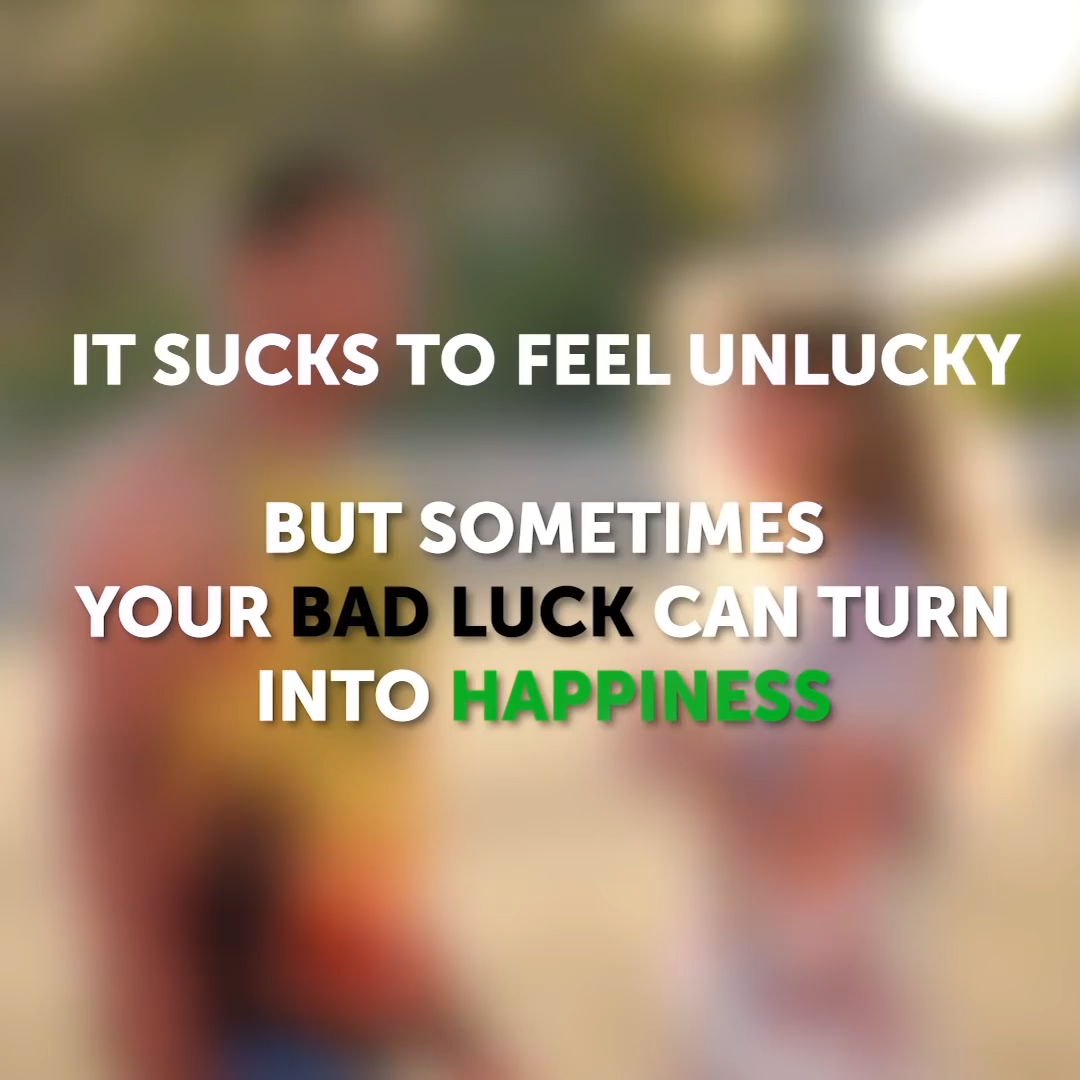 IT SUCKS TO FEEL UNLUCKY
BUT SOMETIMES
YOUR BAD LUCK CAN TURN
INTO HAPPINESS